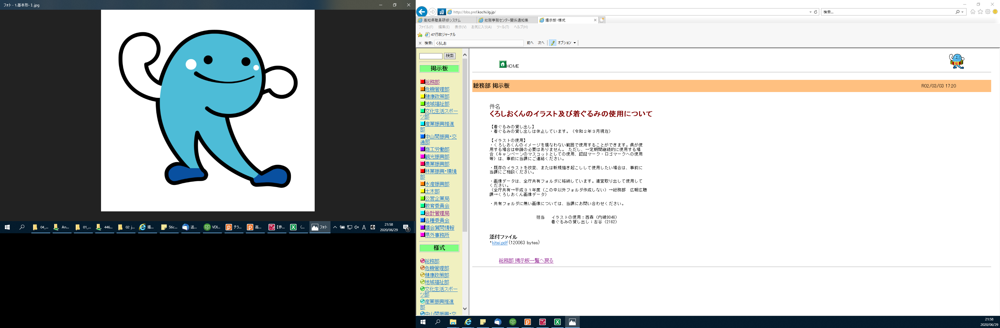 フォト - 1.基本形-１.jpg
04_...
An...
01_...
446...
02 j...
掲...
Stic...
送...
VDI...
チラ...
高...
【参...
(...
フォト
A
21:58
2020/06/29
1
http://bbs.pref.kochi.lg.jp/
検索...
高知県職員研修システム
総務事務センター関係通知集
掲示板・様式
ファイル(F) 編集(E) 表示(V) お気に入り(A) ツール(T) ヘルプ(H)
47行政ジャーナル
検索: くろしお 前へ 次へ オプション
検索
掲示板
総務部
危機管理部
健康政策部
地域福祉部
文化生活スポー
ツ部
産業振興推進
部
中山間振興・交
通部
商工労働部
観光振興部
農業振興部
林業振興・環境
部
水産振興部
土木部
公営企業局
教育委員会
会計管理局
各種委員会
議会質問情報
県外事務所
様式
総務部
危機管理部
健康政策部
地域福祉部
文化生活スポー
ツ部
産業振興推進
部
中山間振興・交
HOME
高知
総務部 掲示板
R02/03/03 17:20
件名
くろしおくんのイラスト及び着ぐるみの使用について
【着ぐるみの貸し出し】
・着ぐるみの貸し出しは休止しています。（令和２年３月現在）
【イラストの使用】
・くろしおくんのイメージを損なわない範囲で使用することができます。県が使
用する場合は申請の必要はありません。 ただし、一定期間継続的に使用する場
合（キャンペーンのマスコットとしての使用、認証マーク・ロゴマークへの使用
等）は、事前に当課にご連絡ください。
・既存のイラストを改変、または新規描き起こしして使用したい場合は、事前に
当課にご相談ください。
・画像データは、全庁共有フォルダに格納しています。適宜取り出して使用して
ください。
（全庁共有→平成３１年度（この中以外フォルダ作成しない）→総務部　広報広聴
課→くろしおくん画像データ）
・共有フォルダに無い画像については、当課にお問い合わせください。
担当　イラストの使用：西森（内線9046）
着ぐるみの貸し出し：古谷（2162）
添付ファイル
・kitei.pdf (120063 bytes)
総務部 掲示板一覧へ戻る
21:58
2020/06/29